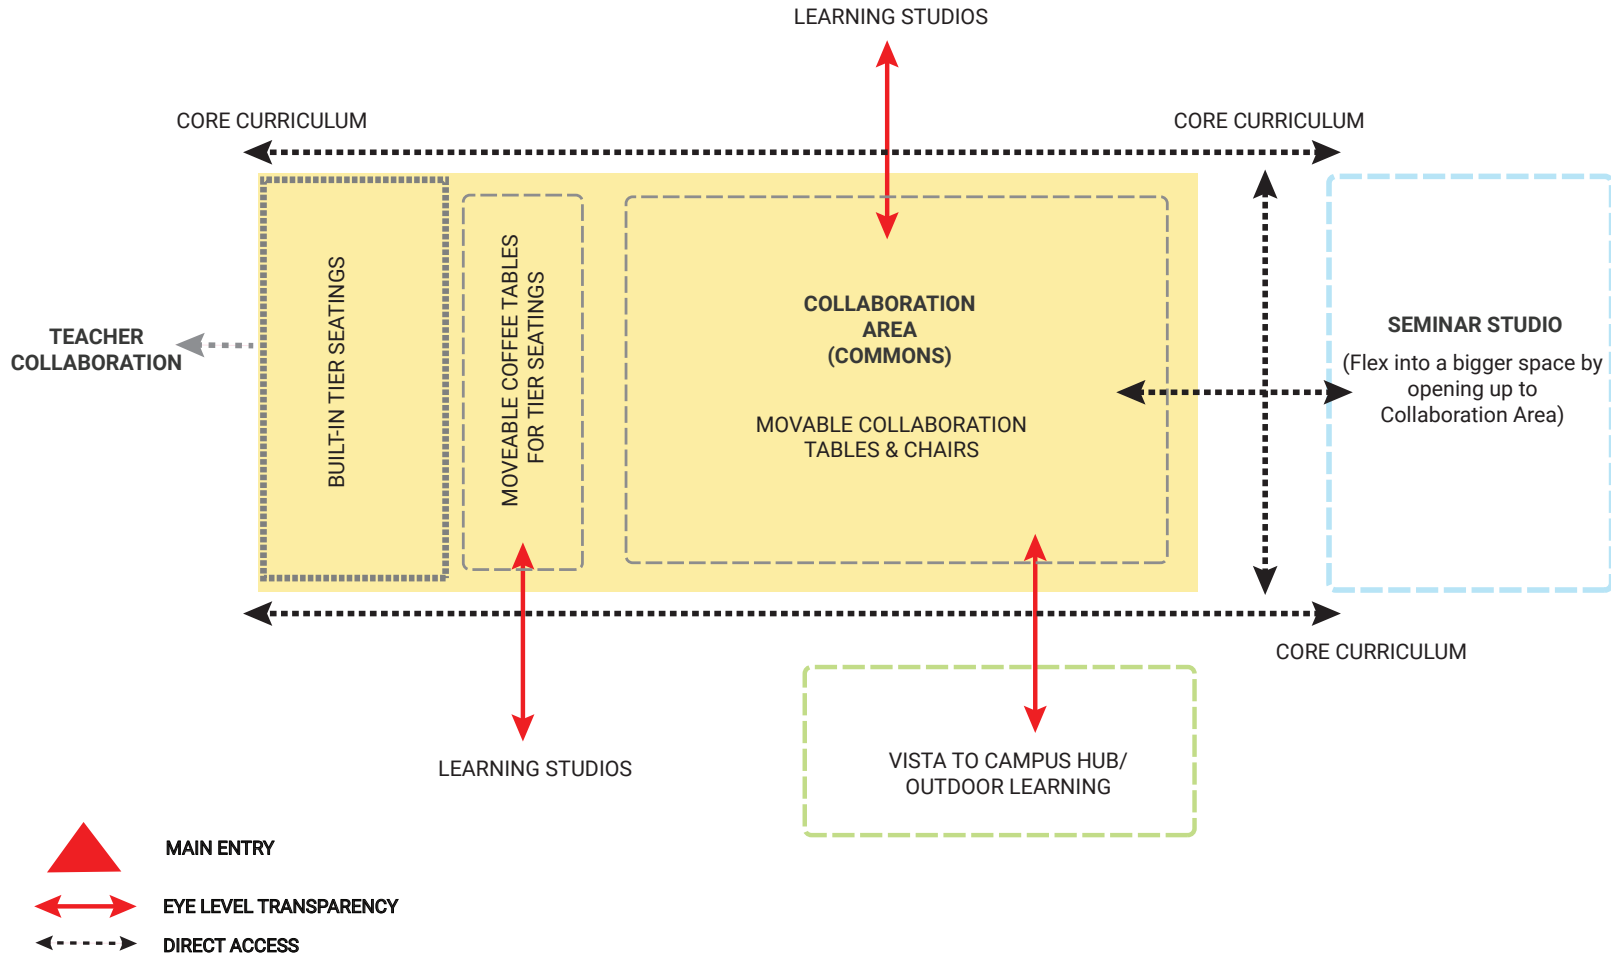 LEARNING STUDIOS
CORE CURRICULUM
CORE CURRICULUM
TEACHER
COLLABORATION
BUILT-IN TIER SEATINGS
MOVEABLE COFFEE TABLES
FOR TIER SEATINGS
COLLABORATION
AREA
(COMMONS)
MOVABLE COLLABORATION
TABLES & CHAIRS
SEMINAR STUDIO
(Flex into a bigger space by
opening up to
Collaboration Area)
CORE CURRICULUM
LEARNING STUDIOS
VISTA TO CAMPUS HUB/
OUTDOOR LEARNING
MAIN ENTRY
EYE LEVEL TRANSPARENCY
DIRECT ACCESS